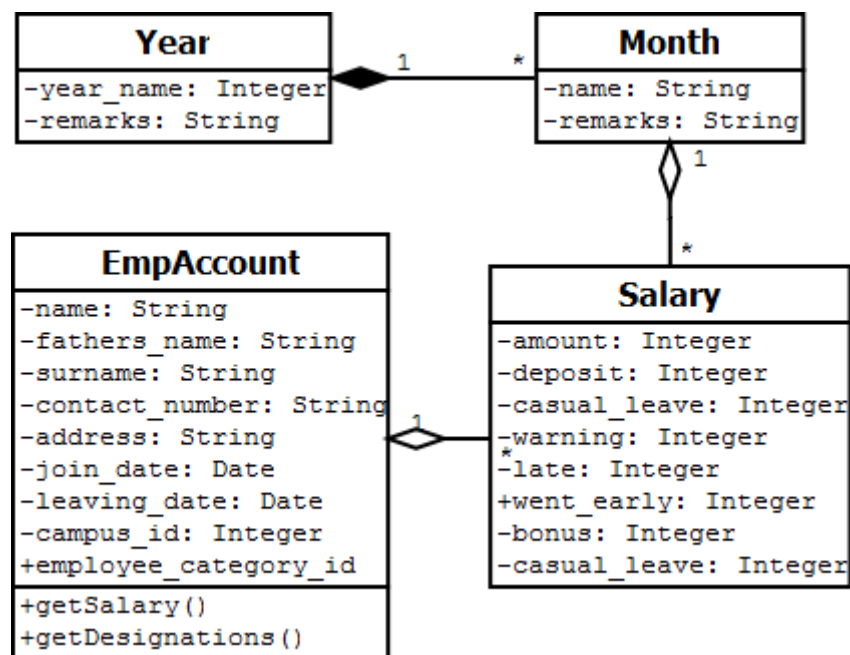 Year
-year_name: Integer
-remarks: String
1
*
Month
-name: String
-remarks: String
1
*
EmpAccount
-name: String
-fathers_name: String
-surname: String
-contact_number: String
-address: String
-join_date: Date
-leaving_date: Date
-campus_id: Integer
+employee_category_id
+getSalary()
+getDesignations()
1
*
Salary
-amount: Integer
-deposit: Integer
-casual_leave: Integer
-warning: Integer
-late: Integer
+went_early: Integer
-bonus: Integer
-casual_leave: Integer